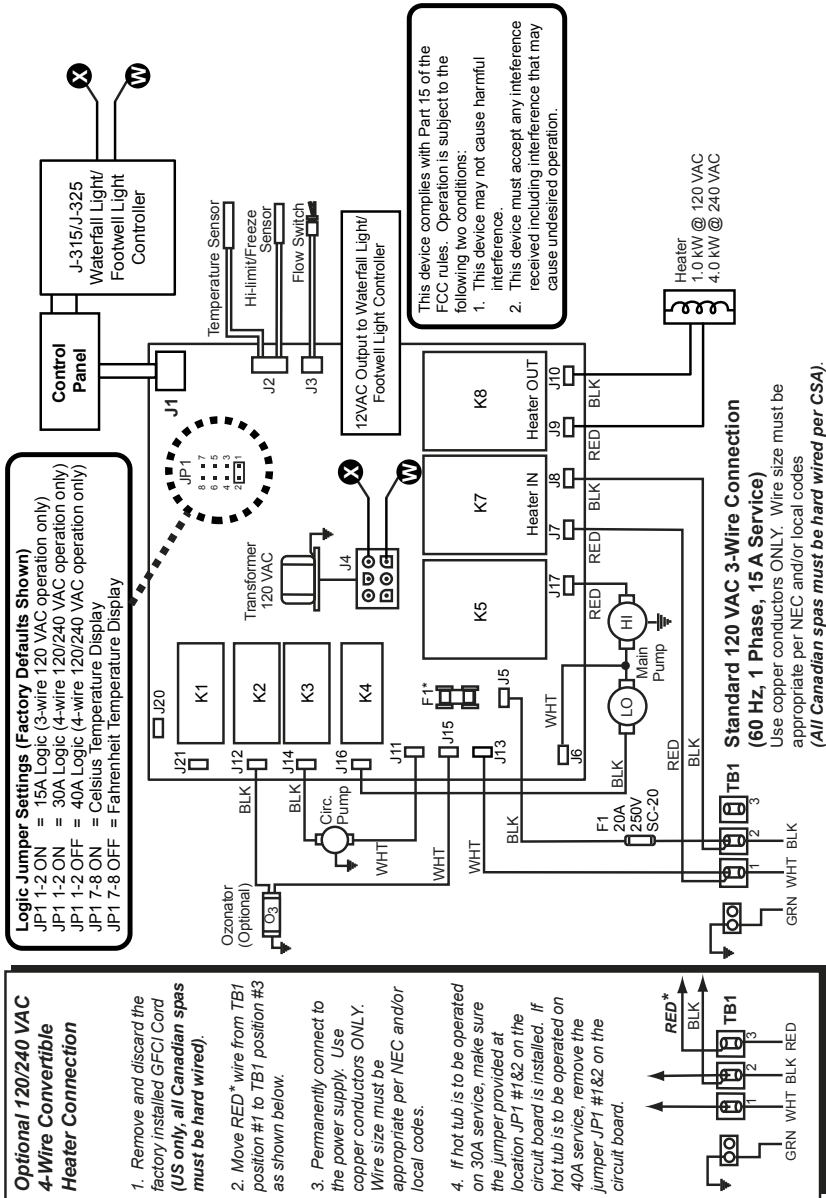 Optional 120/240 VAC
4-Wire Convertible
Heater Connection
1. Remove and discard the
factory installed GFCI Cord
(US only, all Canadian spas
must be hard wired).
2. Move RED* wire from TB1
position #1 to TB1 position #3
as shown below.
3. Permanently connect to
the power supply. Use
copper conductors ONLY.
Wire size must be
appropriate per NEC and/or
local codes.
4. If hot tub is to be operated
on 30A service, make sure
the jumper provided at
location JP1 #1&2 on the
circuit board is installed. If
hot tub is to be operated on
40A service, remove the
jumper JP1 #1&2 on the
circuit board.
RED*
BLK
TB1
1
2
3
GRN
WHT
BLK
RED
Logic Jumper Settings (Factory Defaults Shown)
JP1 1-2 ON = 15A Logic (3-wire 120 VAC operation only)
JP1 1-2 ON = 30A Logic (4-wire 120/240 VAC operation only)
JP1 1-2 OFF = 40A Logic (4-wire 120/240 VAC operation only)
JP1 7-8 ON = Celsius Temperature Display
JP1 7-8 OFF = Fahrenheit Temperature Display
Control
Panel
J-315/J-325
Waterfall Light/
Footwell Light
Controller
X
W
J1
JP1
8 7
6 5
4 3
2 1
Temperature Sensor
Hi-limit/Freeze
Sensor
Flow Switch
J2
J3
12VAC Output to Waterfall Light/
Footwell Light Controller
X
W
Transformer
120 VAC
J4
J20
J21
K1
J12
K2
J14
K3
J16
K4
BLK
BLK
Ozonator
(Optional)
O3
Circ.
Pump
WHT
J11
WHT
J15
WHT
J13
F1*
J5
BLK
J6
WHT
BLK
LO
HI
Main
Pump
K5
J17
RED
K7
Heater IN
J7
RED
J8
BLK
K8
Heater OUT
J9
RED
J10
BLK
Heater
1.0 kW @ 120 VAC
4.0 kW @ 240 VAC
This device complies with Part 15 of the
FCC rules. Operation is subject to the
following two conditions:
1. This device may not cause harmful
interference.
2. This device must accept any inteference
received including interference that may
cause undesired operation.
F1
20A
250V
SC-20
RED
BLK
TB1
1
2
3
GRN
WHT
BLK
Standard 120 VAC 3-Wire Connection
(60 Hz, 1 Phase, 15 A Service)
Use copper conductors ONLY. Wire size must be
appropriate per NEC and/or local codes
(All Canadian spas must be hard wired per CSA).